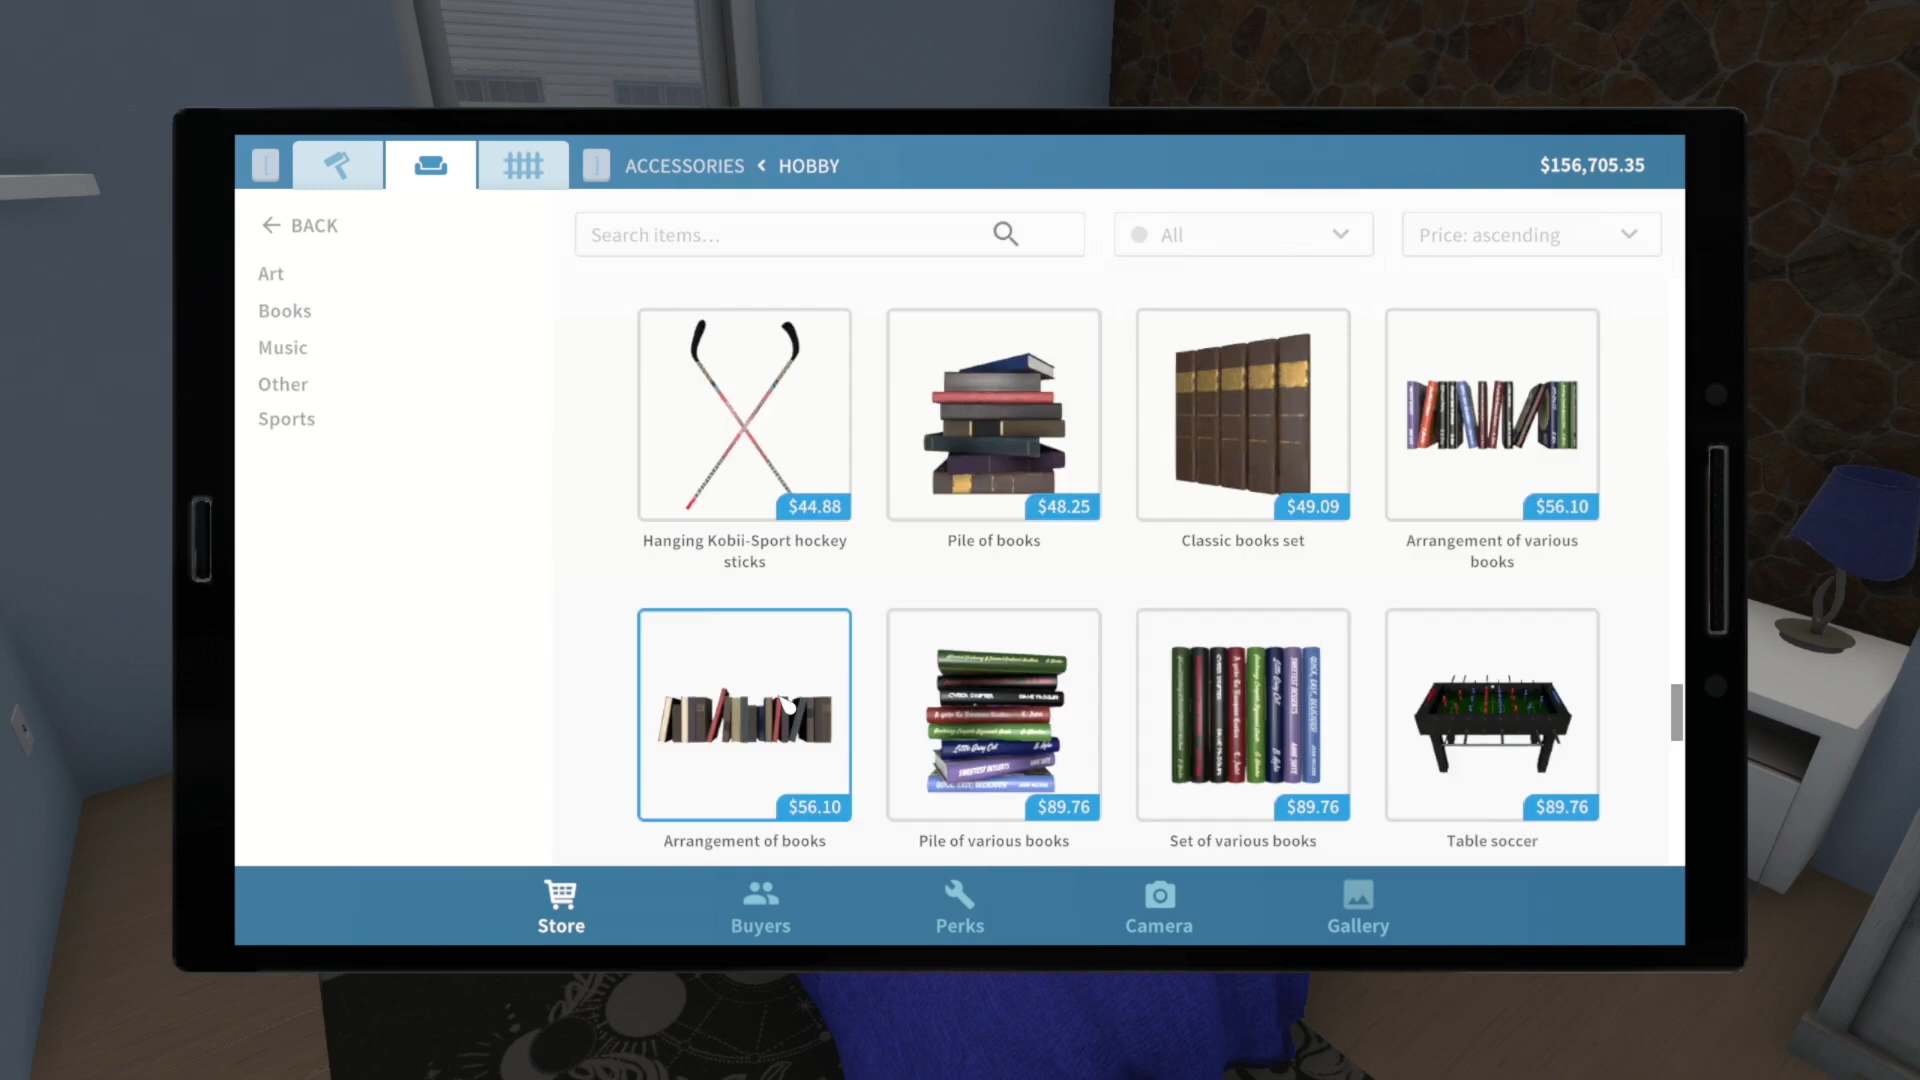 [
]
ACCESSORIES < HOBBY
$156,705.35
BACK
Art
Books
Music
Other
Sports
Search items...
All
Price: ascending
$44.88
Hanging Kobii-Sport hockey
sticks
$48.25
Pile of books
$49.09
Classic books set
$56.10
Arrangement of various
books
$56.10
Arrangement of books
$89.76
Pile of various books
$89.76
Set of various books
$89.76
Table soccer
Store
Buyers
Perks
Camera
Gallery